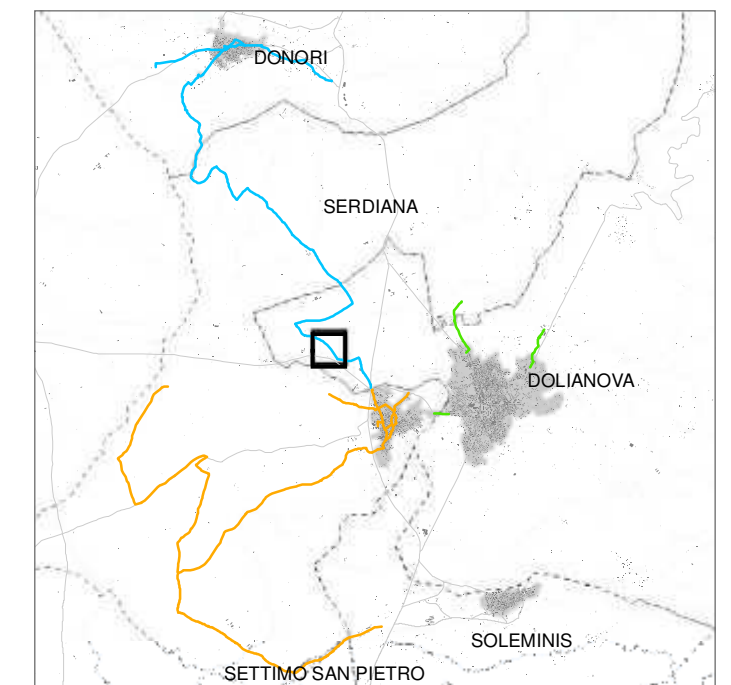 DONORI
SERDIANA
DOLIANOVA
SOLEMINIS
SETTIMO SAN PIETRO